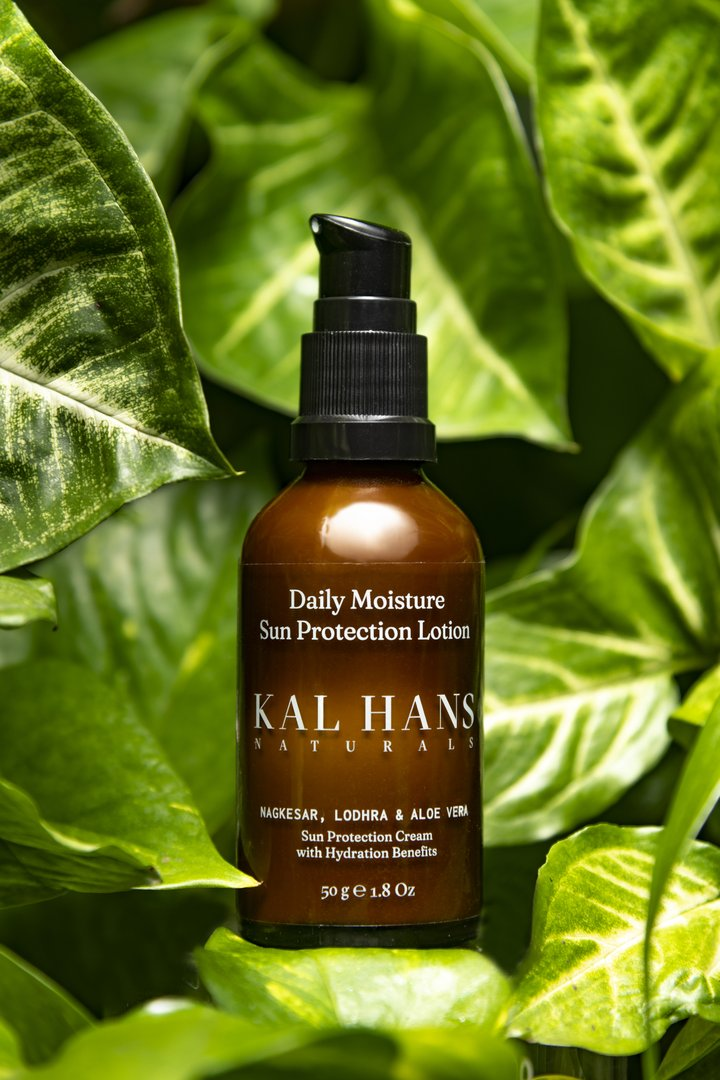 Daily Moisture
Sun Protection Lotion
KAL HANS
NATURALS
NAGKESAR, LODHRA & ALOE VERA
Sun Protection Cream
with Hydration Benefits
50 g ℮ 1.8 Oz